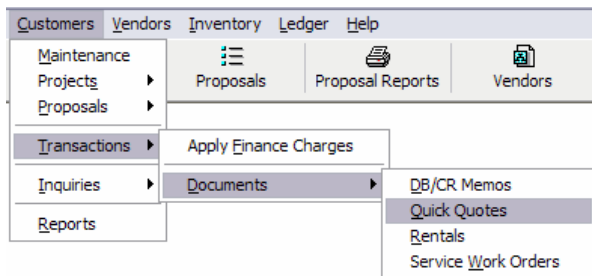 Customers Vendors Inventory Ledger Help
Maintenance
Projects
Proposals
Transactions
Inquiries
Reports
Proposals
Proposal Reports
Vendors
Apply Finance Charges
Documents
DB/CR Memos
Quick Quotes
Rentals
Service Work Orders